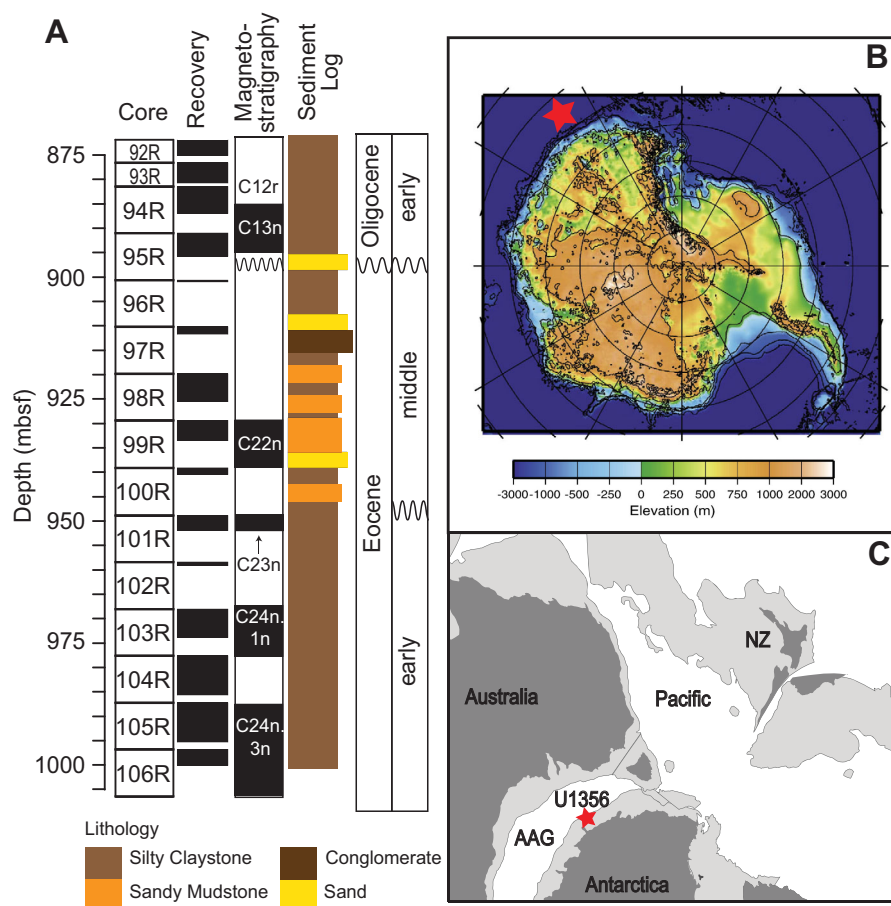 A
Core
Recovery
Magneto-
stratigraphy
Sediment
Log
Depth (mbsf)
875
900
925
950
975
1000
92R
93R
94R
95R
96R
97R
98R
99R
100R
101R
102R
103R
104R
105R
106R
C12r
C13n
C22n
C23n
C24n.
1n
C24n.
3n
Oligocene
early
Eocene
middle
early
Lithology
Silty Claystone
Sandy Mudstone
Conglomerate
Sand
B
-3000 -1000 -500 -250 0 250 500 750 1000 2000 3000
Elevation (m)
C
NZ
Australia
Pacific
U1356
AAG
Antarctica